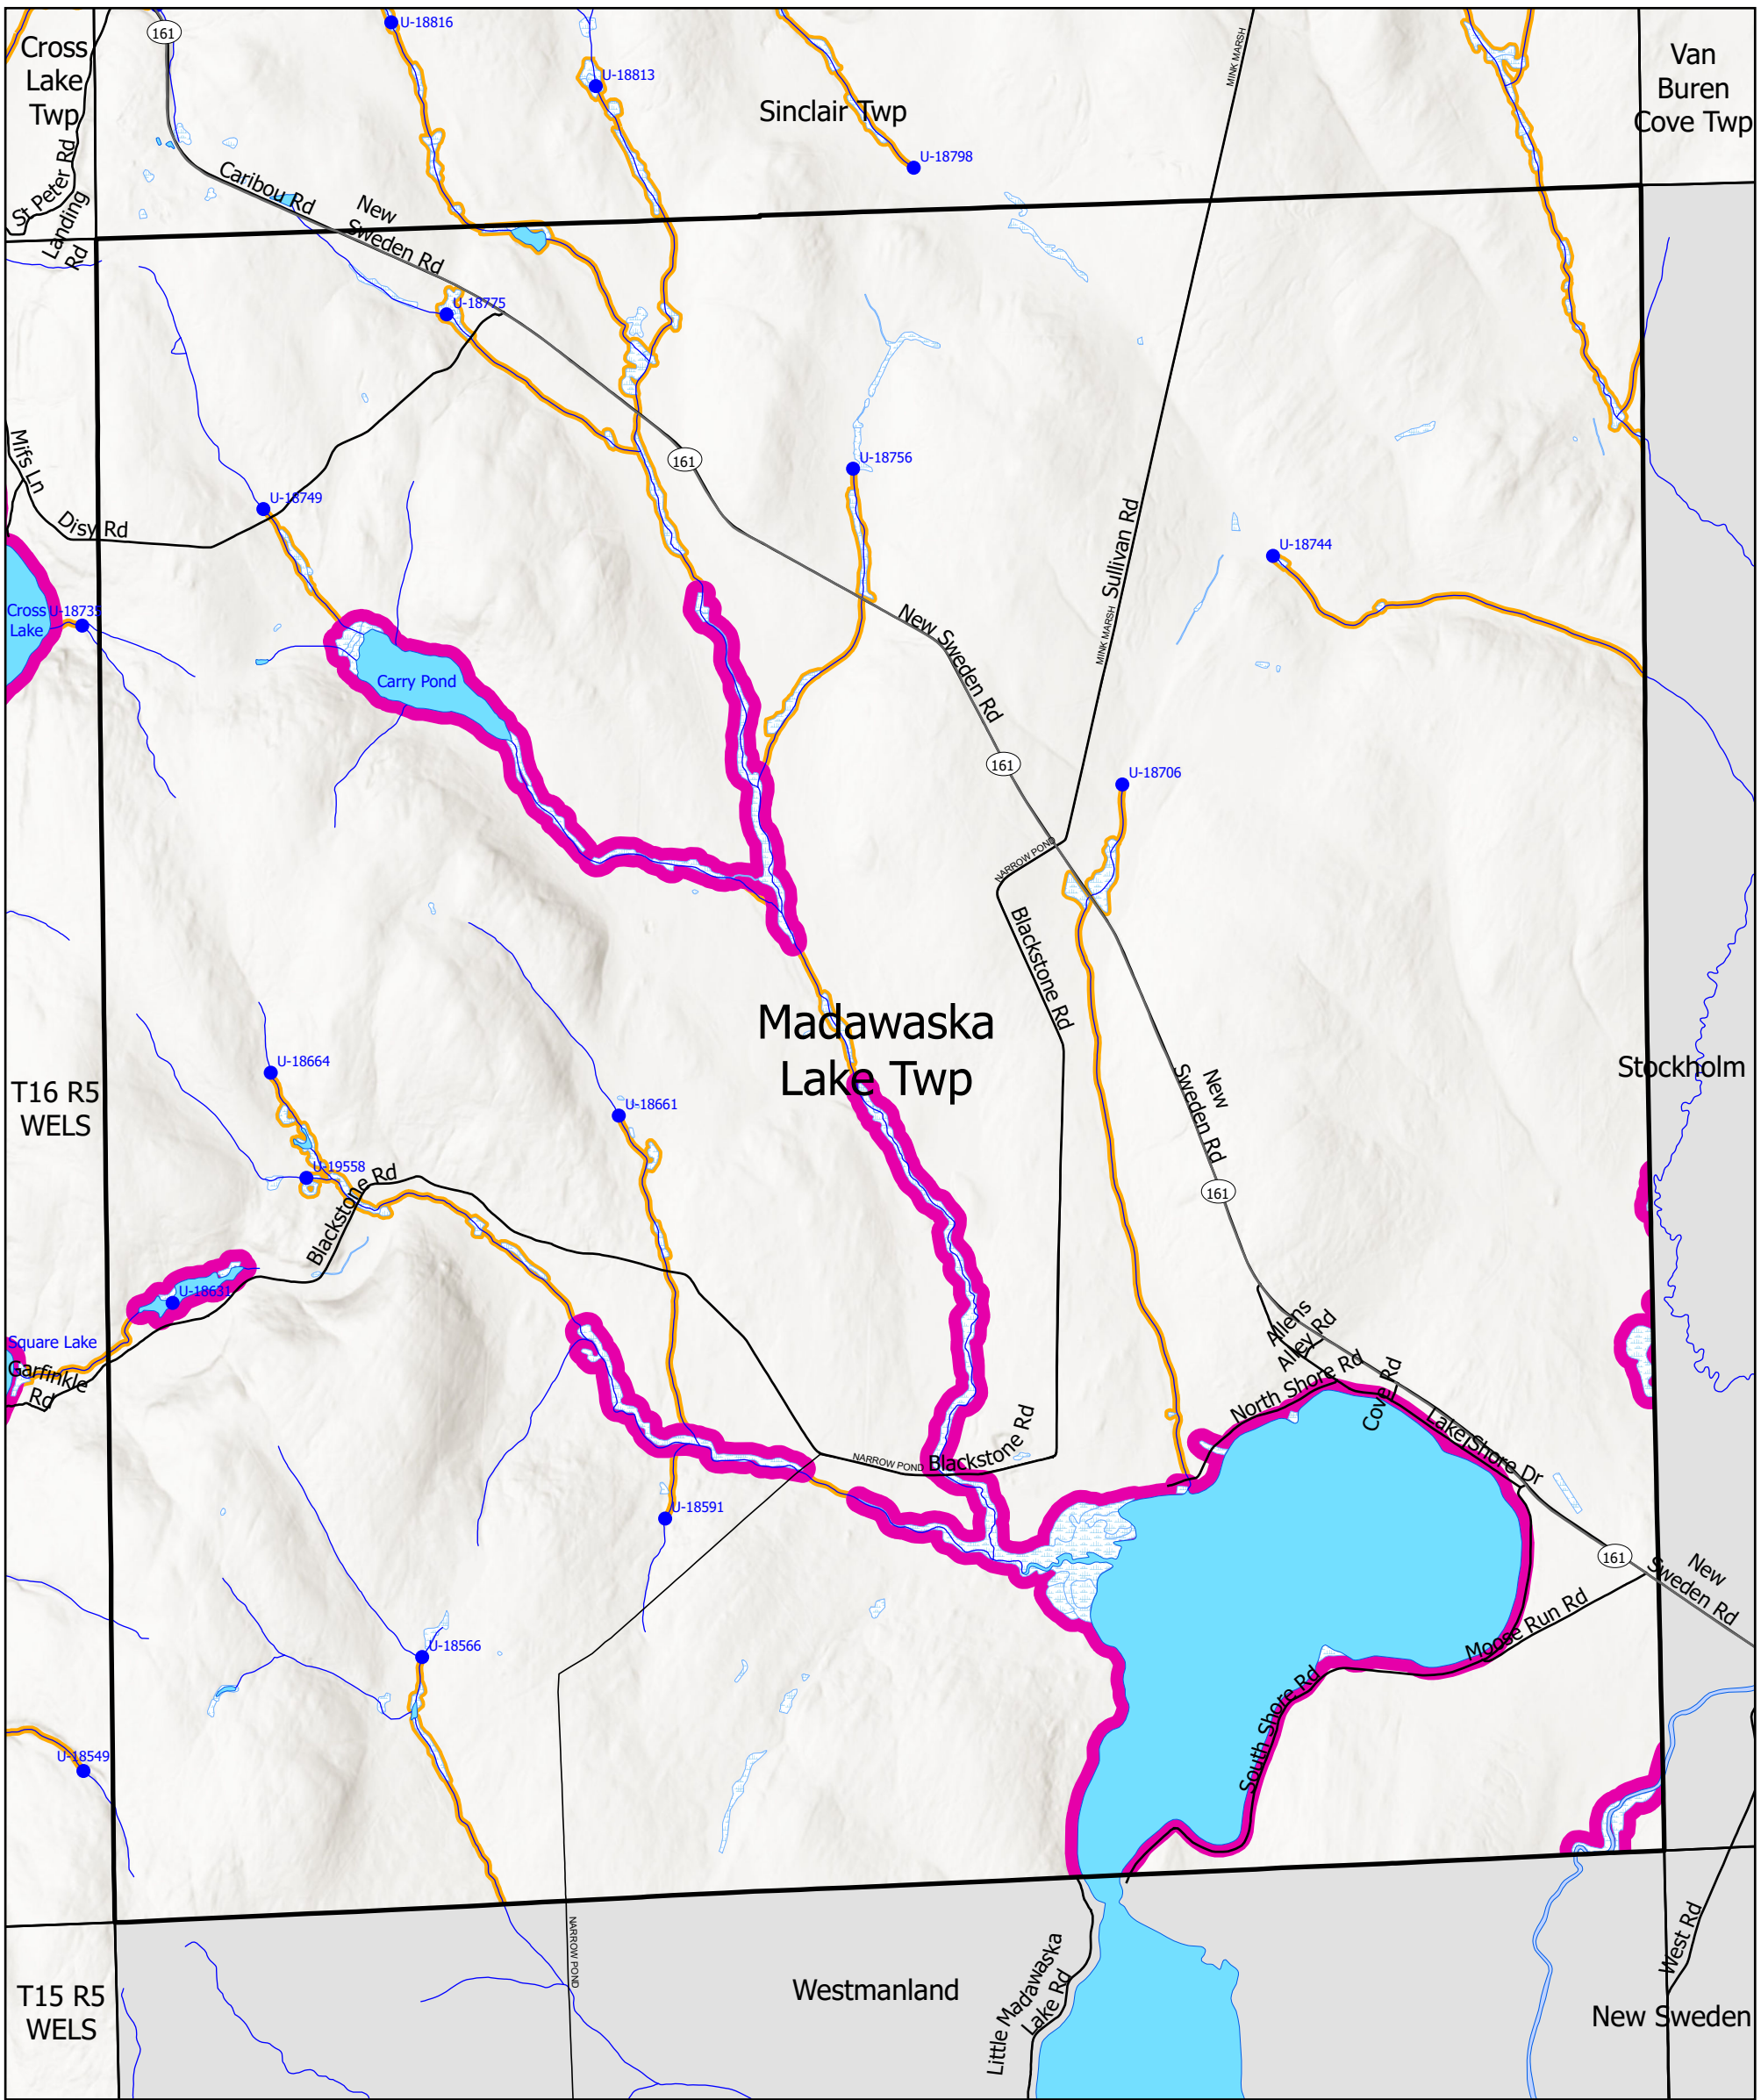 161
U-18816
Cross
Lake
Twp
U-18813
Sinclair Twp
MINK MARSH
Van
Buren
Cove Twp
U-18798
St Peter Rd
Landing
Rd
Caribou Rd
New
Sweden Rd
U-18775
Mfs Ln
161
U-18756
U-18749
Disy Rd
Sullivan Rd
MINK MARSH
U-18744
Cross
Lake
U-18735
Carry Pond
New Sweden Rd
161
U-18706
NARROW POND
Blackstone Rd
Madawaska
Lake Twp
U-18664
T16 R5
WELS
U-18661
New
Sweden Rd
Stockholm
U-19558
Blackstone Rd
161
U-18631
Square Lake
Garfinkle
Rd
Allens
Alley Rd
North Shore Rd
Cove Rd
Lake Shore Dr
NARROW POND
Blackstone Rd
U-18591
161
New
Sweden Rd
Moose Run Rd
U-18566
South Shore Rd
U-18549
NARROW POND
West Rd
T15 R5
WELS
Westmanland
Little Madawaska
Lake Rd
New Sweden